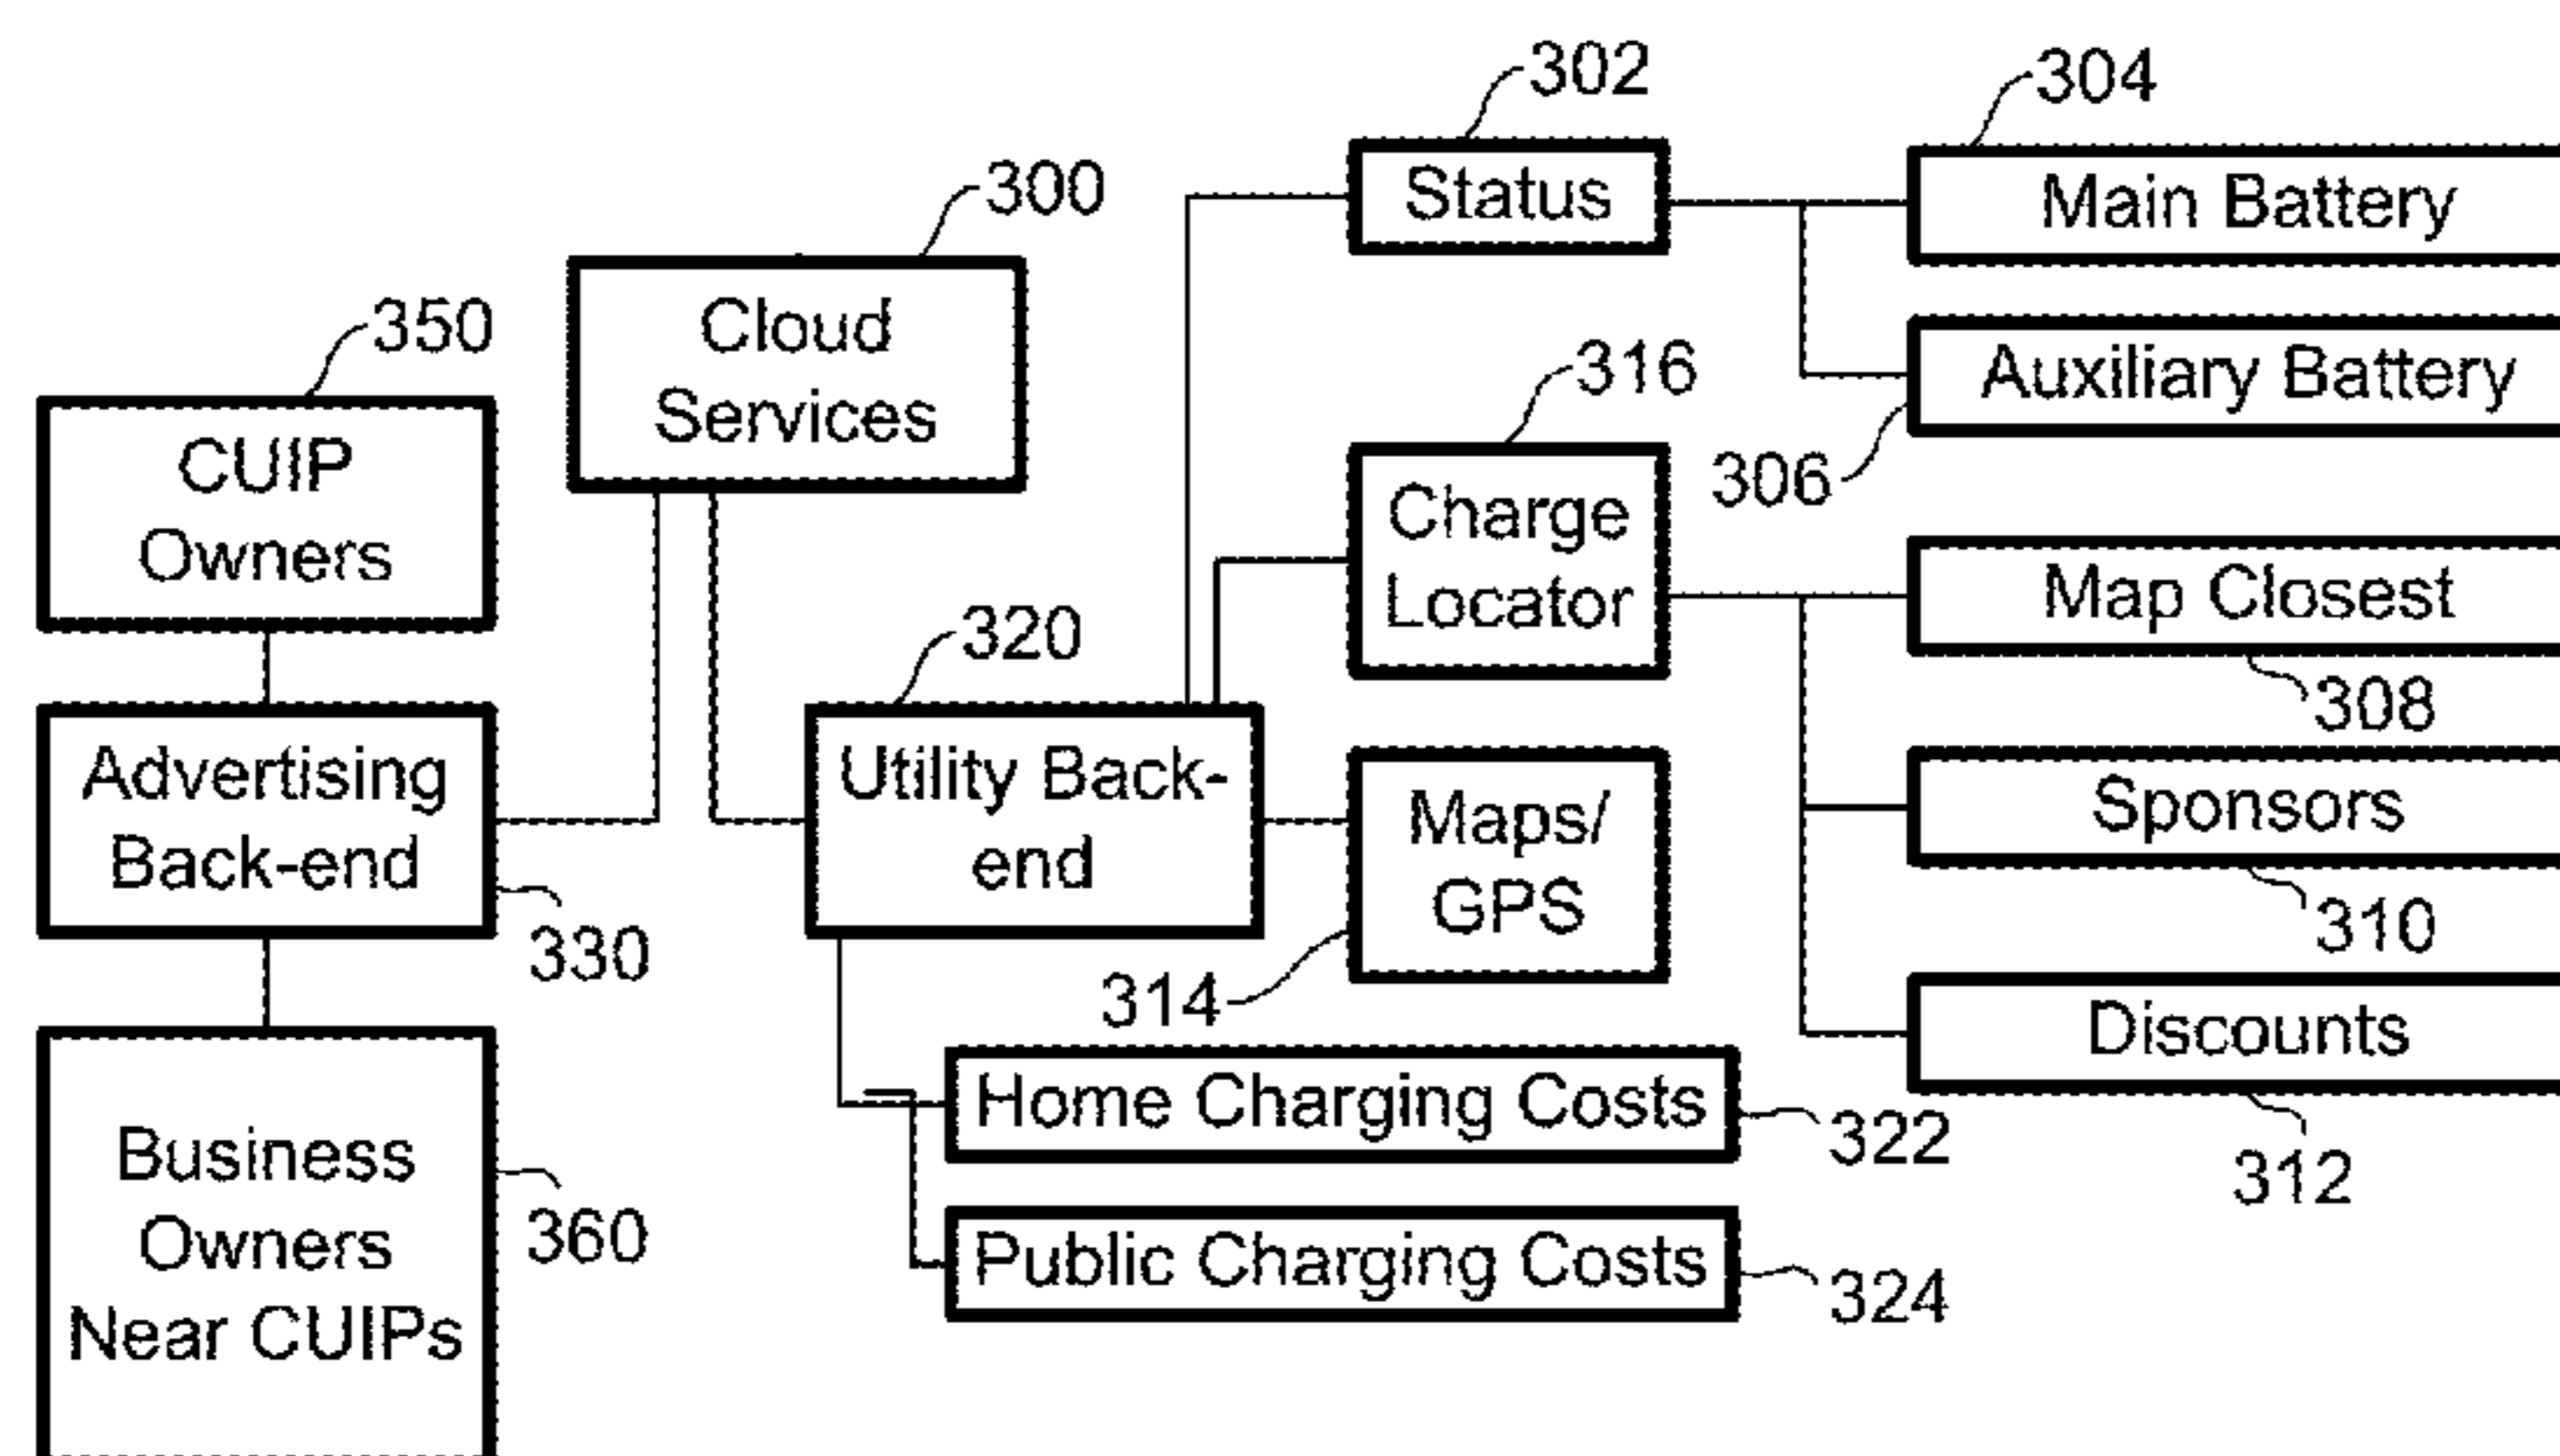 302
304
Status
Main Battery
300
Cloud
Services
350
CUIP
Owners
316
Charge
Locator
Auxiliary Battery
306
Map Closest
308
320
Utility Back-
end
Advertising
Back-end
330
Maps/
GPS
314
Sponsors
310
Discounts
312
Home Charging Costs
322
Public Charging Costs
324
Business
Owners
Near CUIPs
360